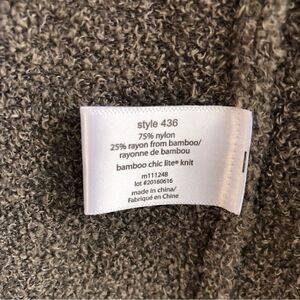 style 436
75% nylon
25% rayon from bamboo/
rayonne de bambou
bamboo chic lite® knit
m111248
lot #20160616
made in china/
Fabriqué en Chine